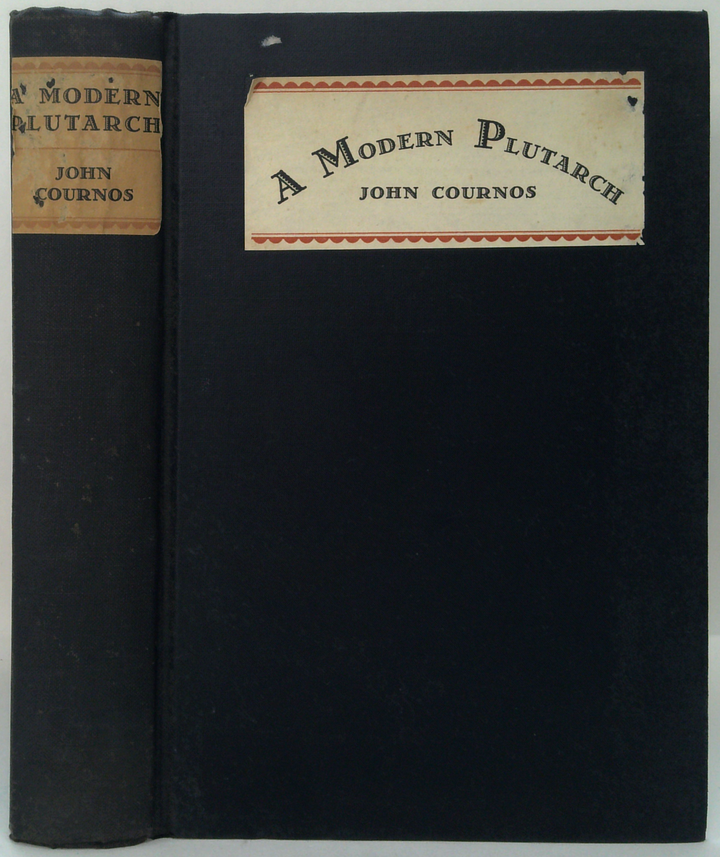 A MODERN
PLUTARCH
JOHN
COURNOS
A MODERN PLUTARCH
JOHN COURNOS